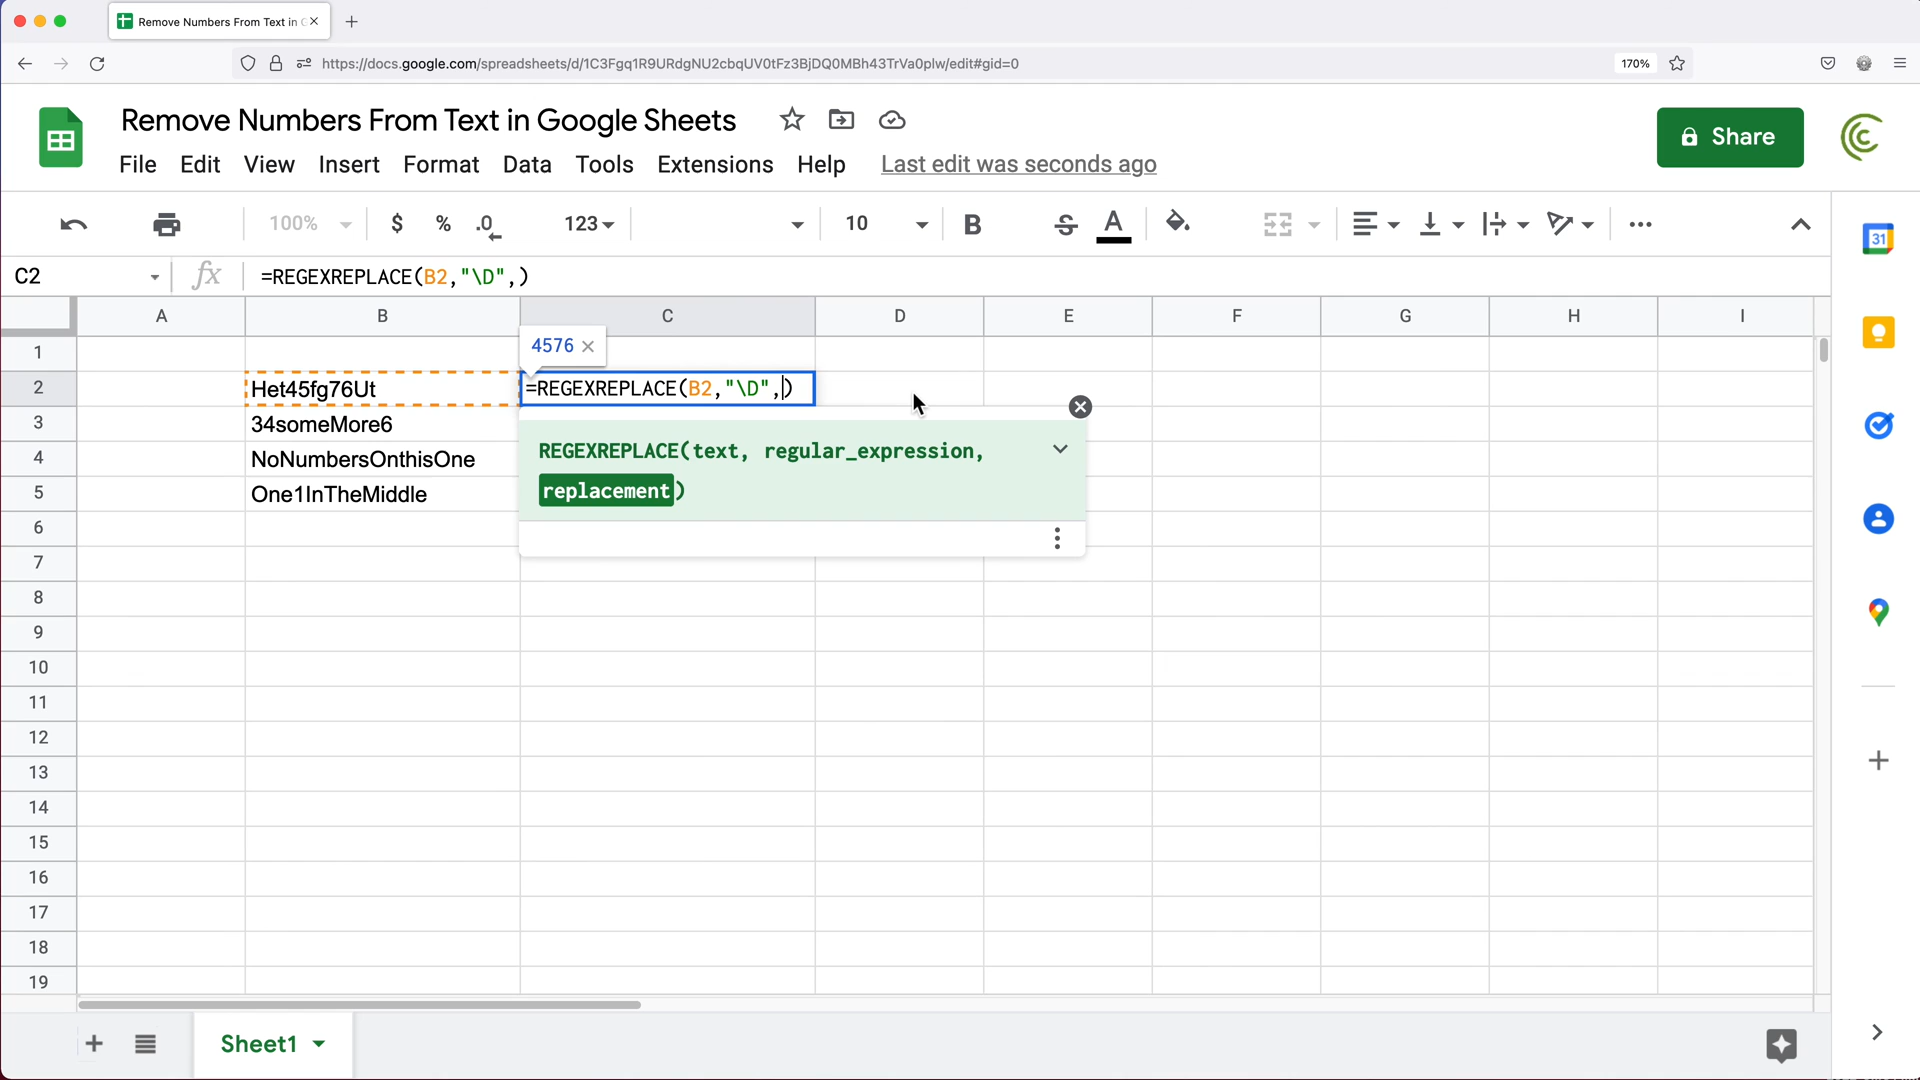 Remove Numbers From Text in G
https://docs.google.com/spreadsheets/d/1C3Fgq1R9URdgNU2cbqUV0tFz3BjDQ0MBh43TrVa0plw/edit#gid=0
170%
Remove Numbers From Text in Google Sheets
File Edit View Insert Format Data Tools Extensions Help Last edit was seconds ago
Share
100% $ % .0 123 10 B S A
31
C2 fx =REGEXREPLACE(B2,"\D",)
A B C D E F G H I
4576
1
2 Het45fg76Ut =REGEXREPLACE(B2,"\D",)
3 34someMore6
4 NoNumbersOnthisOne
5 One1InTheMiddle
REGEXREPLACE(text, regular_expression,
replacement)
6
7
8
9
10
11
12
13
14
15
16
17
18
19
Sheet1